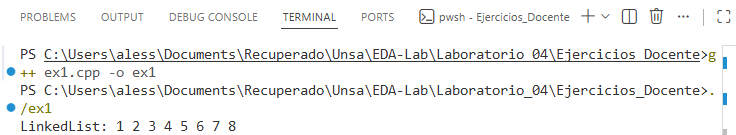 PROBLEMS OUTPUT DEBUG CONSOLE TERMINAL PORTS pwsh - Ejercicios_Docente
PS C:\Users\aless\Documents\Recuperado\Unsa\EDA-Lab\Laboratorio_04\Ejercicios_Docente>g
++ ex1.cpp -o ex1
PS C:\Users\aless\Documents\Recuperado\Unsa\EDA-Lab\Laboratorio_04\Ejercicios_Docente>.
/ex1
LinkedList: 1 2 3 4 5 6 7 8